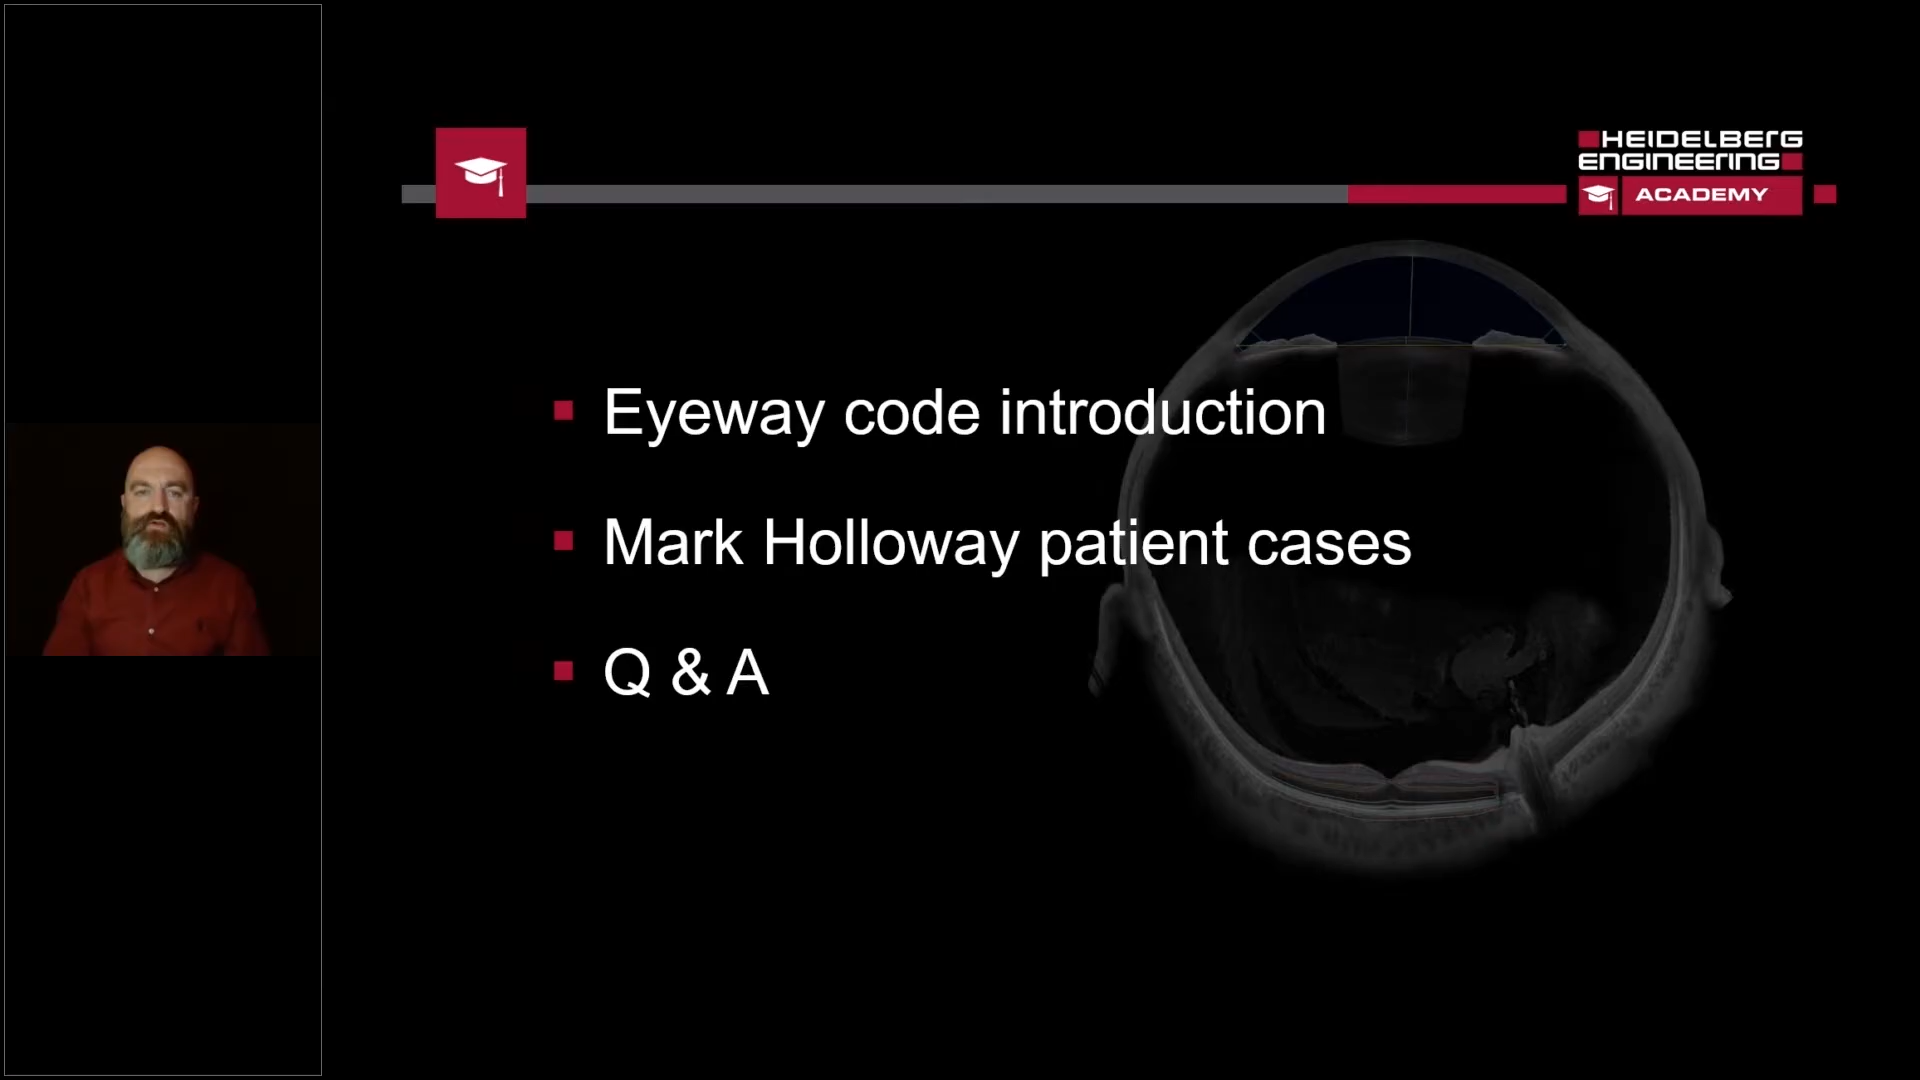 HEIDELBERG
ENGINEERING
ACADEMY
Eyeway code introduction
Mark Holloway patient cases
Q & A